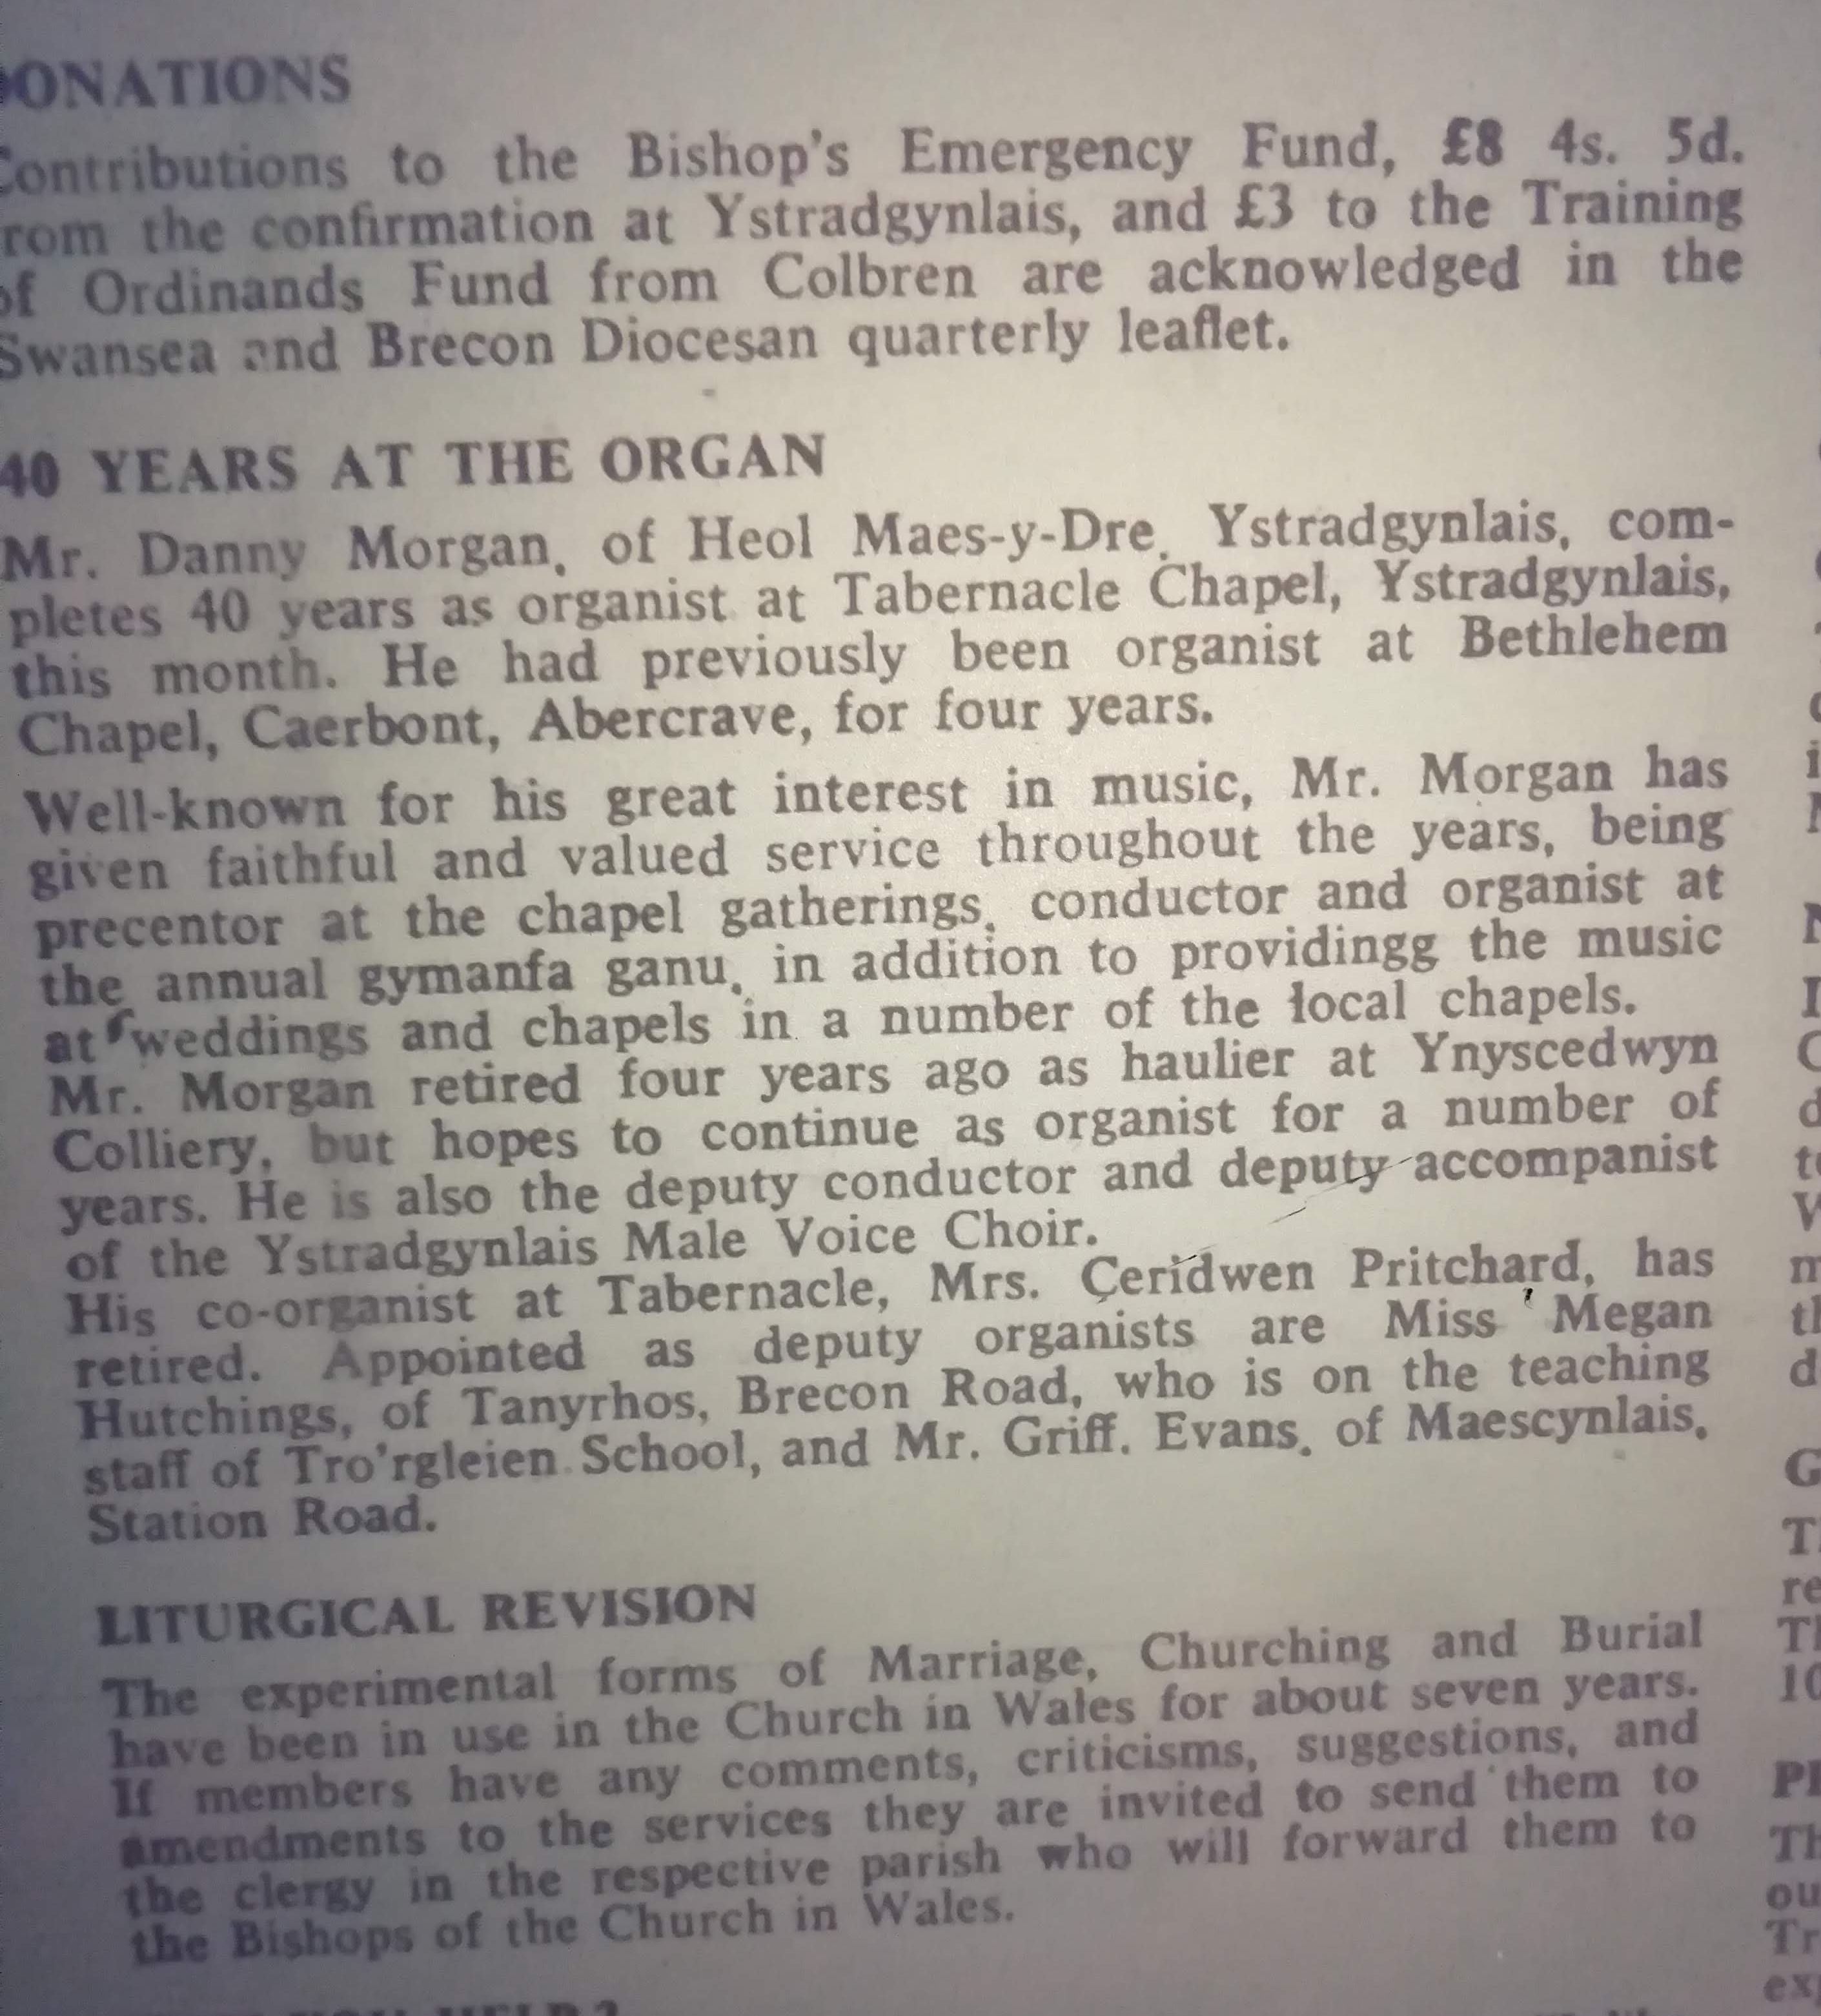 ONATIONS
Contributions to the Bishop's Emergency Fund, £8 4s. 5d.
rom the confirmation at Ystradgynlais, and £3 to the Training
of Ordinands Fund from Colbren are acknowledged in the
Swansea and Brecon Diocesan quarterly leaflet.
40 YEARS AT THE ORGAN
Mr. Danny Morgan, of Heol Maes-y-Dre, Ystradgynlais, com-
pletes 40 years as organist at Tabernacle Chapel, Ystradgynlais,
this month. He had previously been organist at Bethlehem
Chapel, Caerbont, Abercrave, for four years.
Well-known for his great interest in music, Mr. Morgan has
given faithful and valued service throughout the years, being
precentor at the chapel gatherings, conductor and organist at
the annual gymanfa ganu, in addition to providingg the music
at weddings and chapels in a number of the local chapels.
Mr. Morgan retired four years ago as haulier at Ynyscedwyn
Colliery, but hopes to continue as organist for a number of
years. He is also the deputy conductor and deputy accompanist
of the Ystradgynlais Male Voice Choir.
His co-organist at Tabernacle, Mrs. Ceridwen Pritchard, has
retired. Appointed as deputy organists are Miss Megan
Hutchings, of Tanyrhos, Brecon Road, who is on the teaching
staff of Tro'rgleien School, and Mr. Griff. Evans, of Maescynlais,
Station Road.
LITURGICAL REVISION
The experimental forms of Marriage, Churching and Burial
have been in use in the Church in Wales for about seven years.
If members have any comments, criticisms, suggestions, and
amendments to the services they are invited to send them to
the clergy in the respective parish who will forward them to
the Bishops of the Church in Wales.